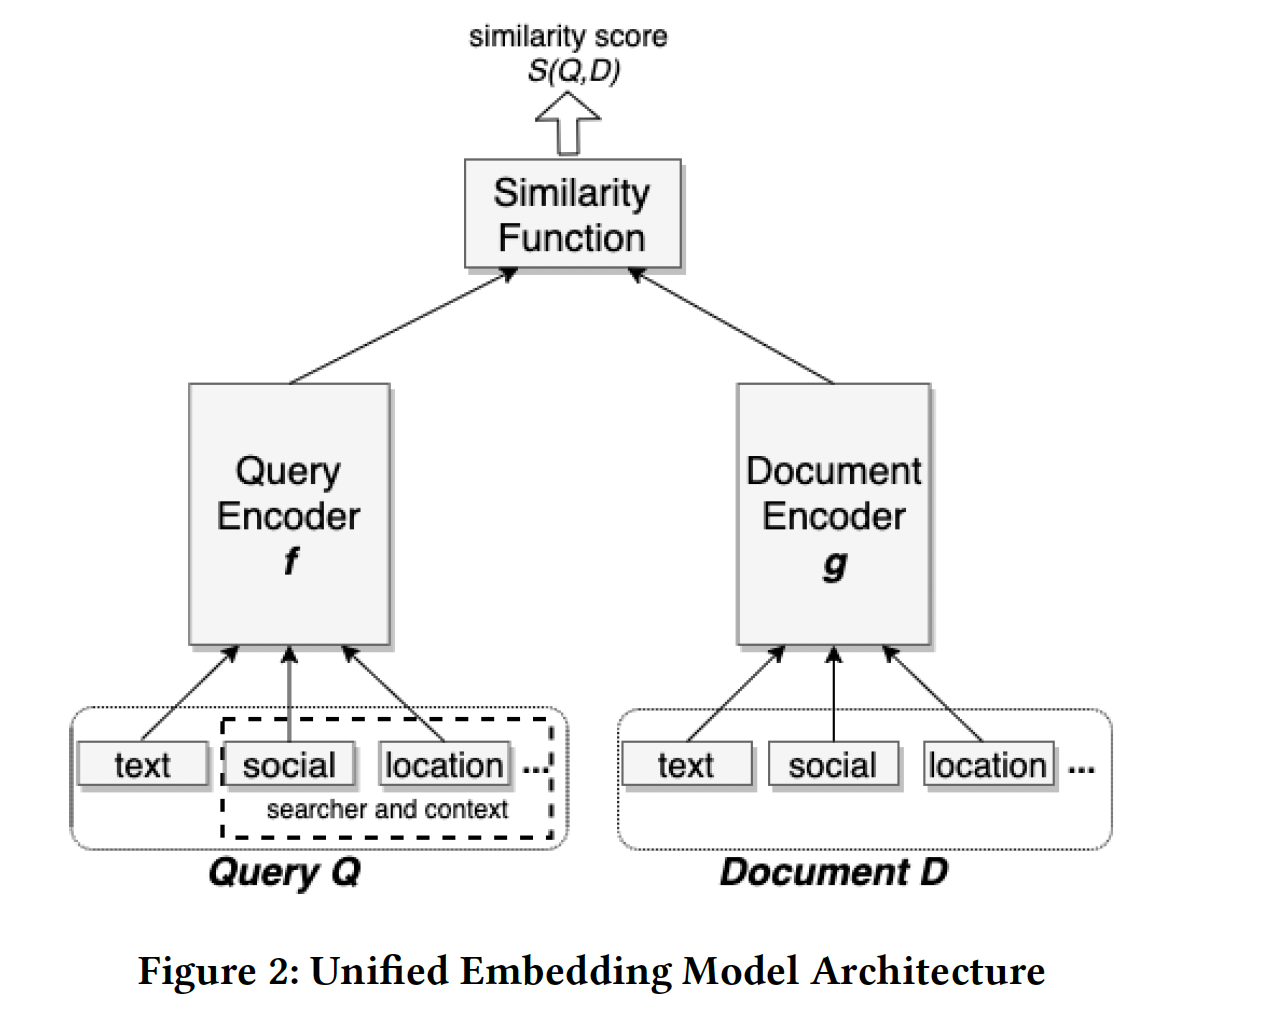 similarity score
S(Q,D)
Similarity
Function
Query
Encoder
f
Document
Encoder
g
text social location ...
searcher and context
Query Q
text social location ...
Document D
Figure 2: Unified Embedding Model Architecture